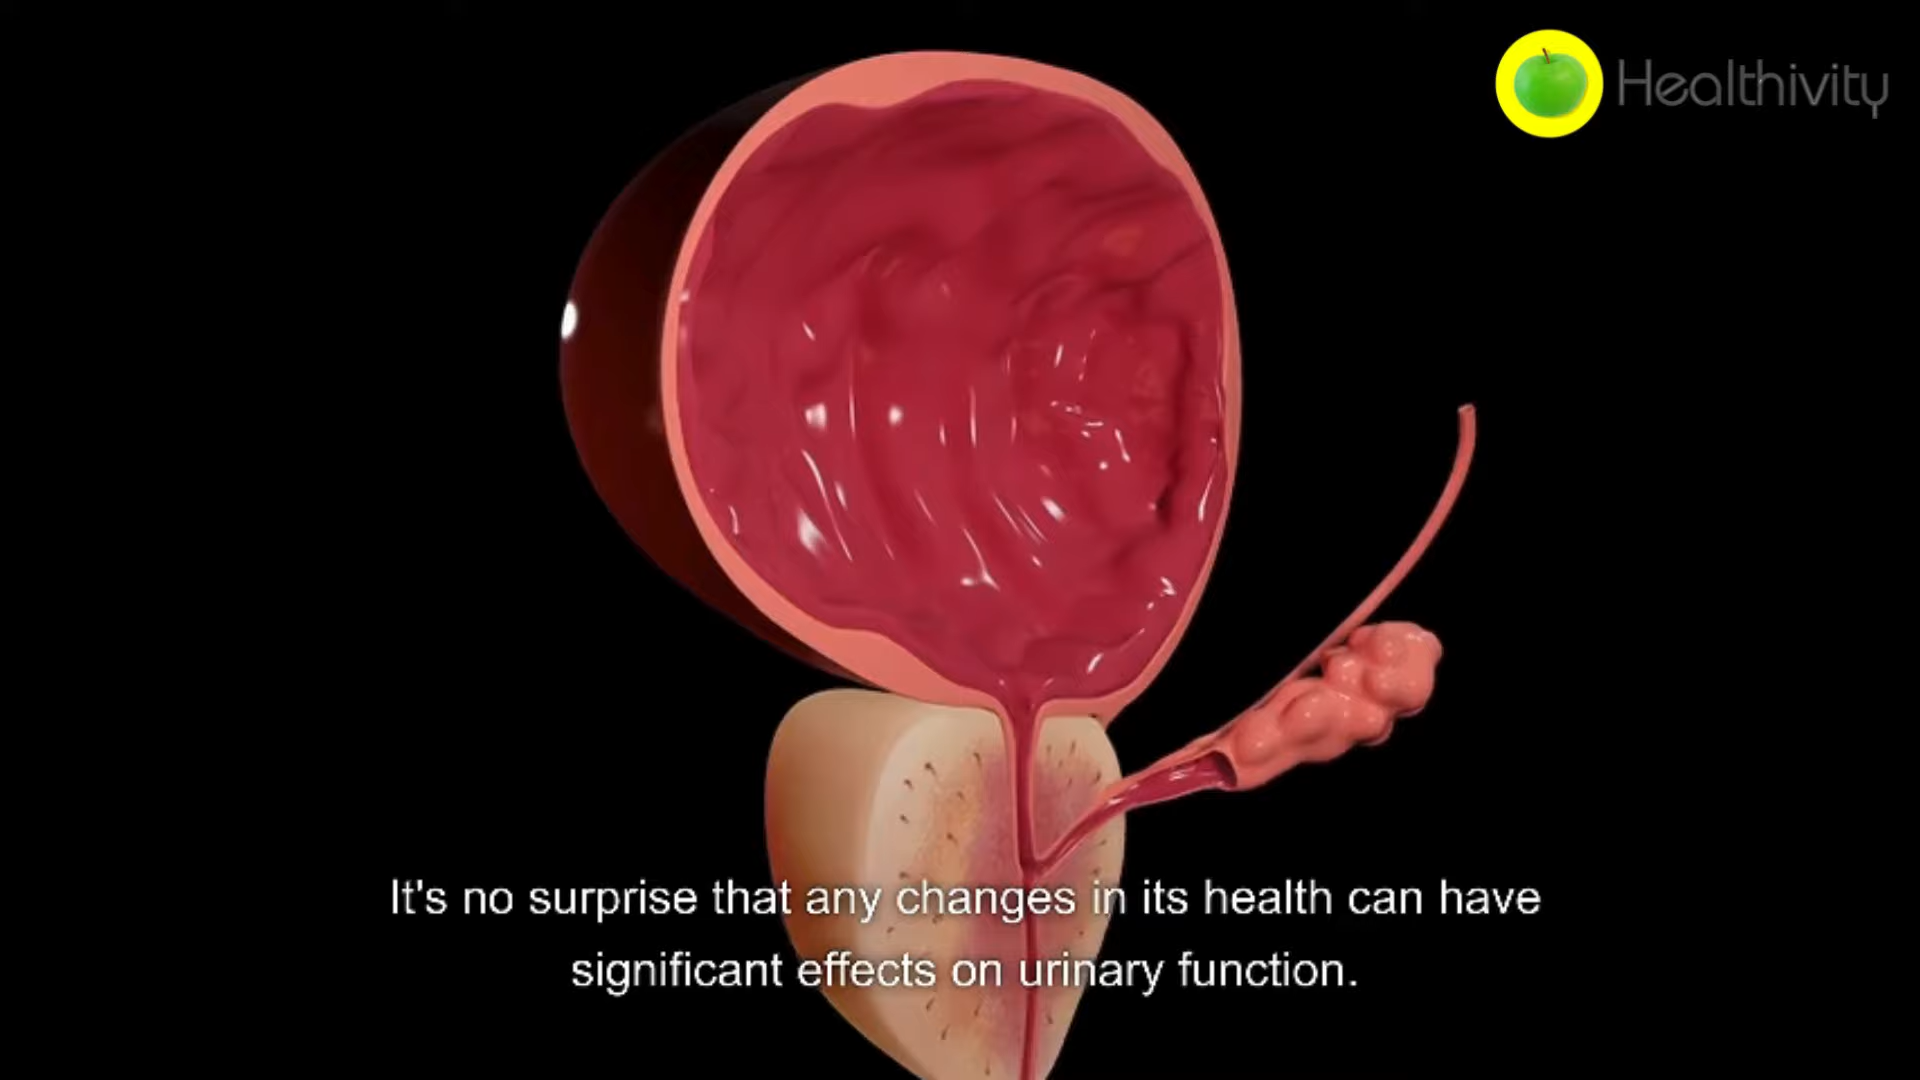 Healthivity
It's no surprise that any changes in its health can have
significant effects on urinary function.